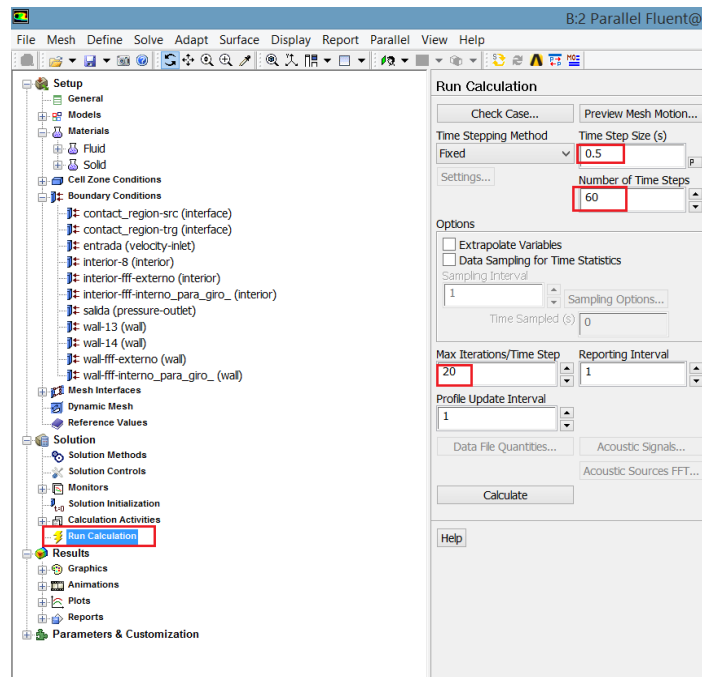 B:2 Parallel Fluent@
File Mesh Define Solve Adapt Surface Display Report Parallel View Help
Setup
General
Models
Materials
Fluid
Solid
Cell Zone Conditions
Boundary Conditions
contact_region-src (interface)
contact_region-trg (interface)
entrada (velocity-inlet)
interior-8 (interior)
interior-fff-externo (interior)
interior-fff-interno_para_giro_ (interior)
salida (pressure-outlet)
wall-13 (wall)
wall-14 (wall)
wall-fff-externo (wall)
wall-fff-interno_para_giro_ (wall)
Mesh Interfaces
Dynamic Mesh
Reference Values
Solution
Solution Methods
Solution Controls
Monitors
Solution Initialization
Calculation Activities
Run Calculation
Results
Graphics
Animations
Plots
Reports
Parameters & Customization
Run Calculation
Check Case... Preview Mesh Motion...
Time Stepping Method Time Step Size (s)
Fixed 0.5 P
Settings... Number of Time Steps
60
Options
Extrapolate Variables
Data Sampling for Time Statistics
Sampling Interval
1 Sampling Options...
Time Sampled (s) 0
Max Iterations/Time Step Reporting Interval
20 1
Profile Update Interval
1
Data File Quantities... Acoustic Signals...
Acoustic Sources FFT...
Calculate
Help